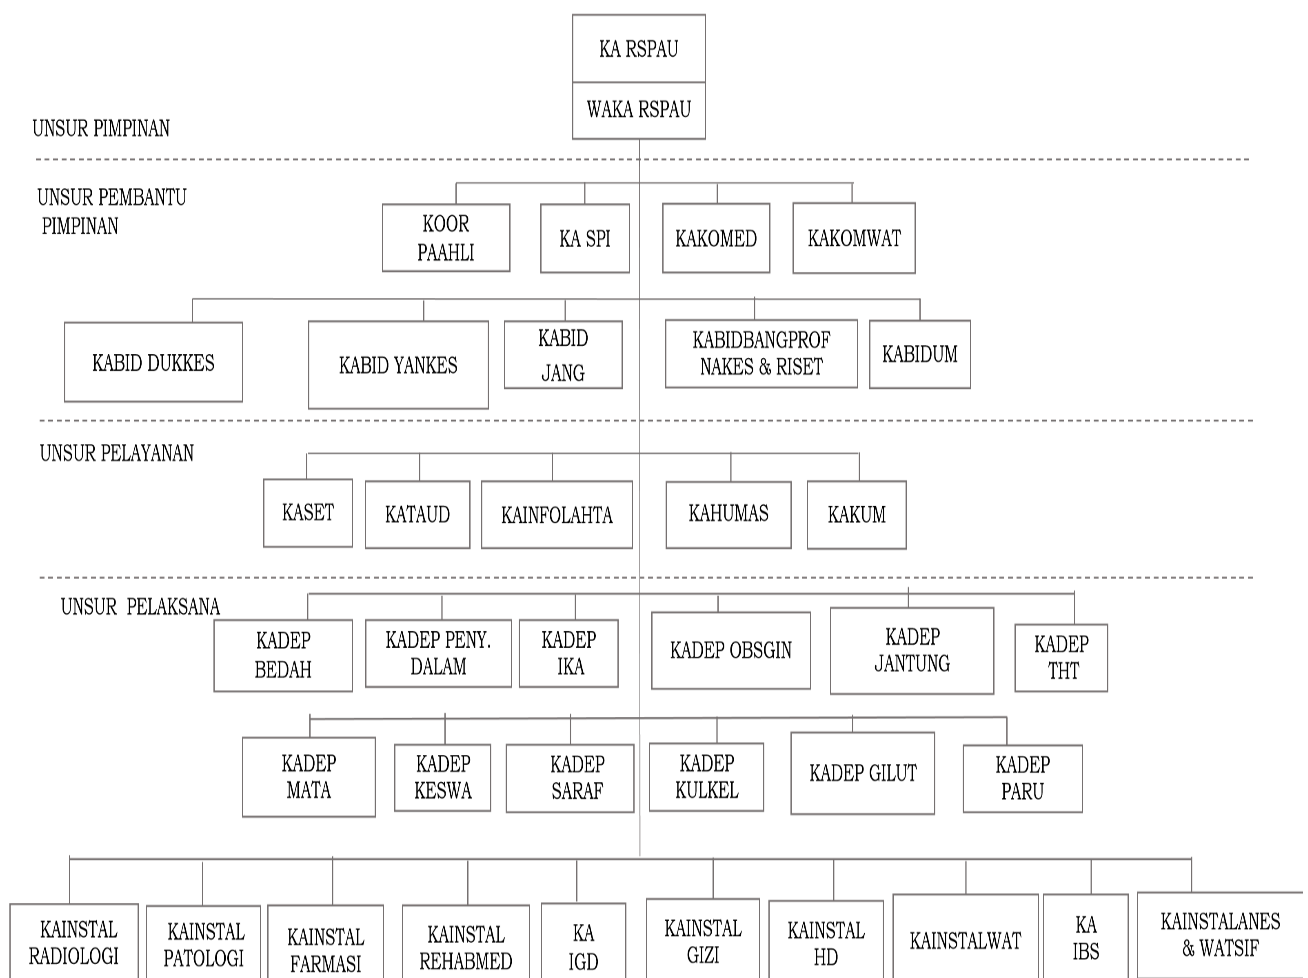 KA RSPAU
WAKA RSPAU
UNSUR PIMPINAN
UNSUR PEMBANTU
PIMPINAN
KOOR
PAAHLI
KA SPI
KAKOMED
KAKOMWAT
KABID DUKKES
KABID YANKES
KABID
JANG
KABIDBANGPROF
NAKES & RISET
KABIDUM
UNSUR PELAYANAN
KASET
KATAUD
KAINFOLAHTA
KAHUMAS
KAKUM
UNSUR PELAKSANA
KADEP
BEDAH
KADEP PENY.
DALAM
KADEP
IKA
KADEP OBSGIN
KADEP
JANTUNG
KADEP
THT
KADEP
MATA
KADEP
KESWA
KADEP
SARAF
KADEP
KULKEL
KADEP GILUT
KADEP
PARU
KAINSTAL
RADIOLOGI
KAINSTAL
PATOLOGI
KAINSTAL
FARMASI
KAINSTAL
REHABMED
KA
IGD
KAINSTAL
GIZI
KAINSTAL
HD
KAINSTALWAT
KA
IBS
KAINSTALANES
& WATSIF